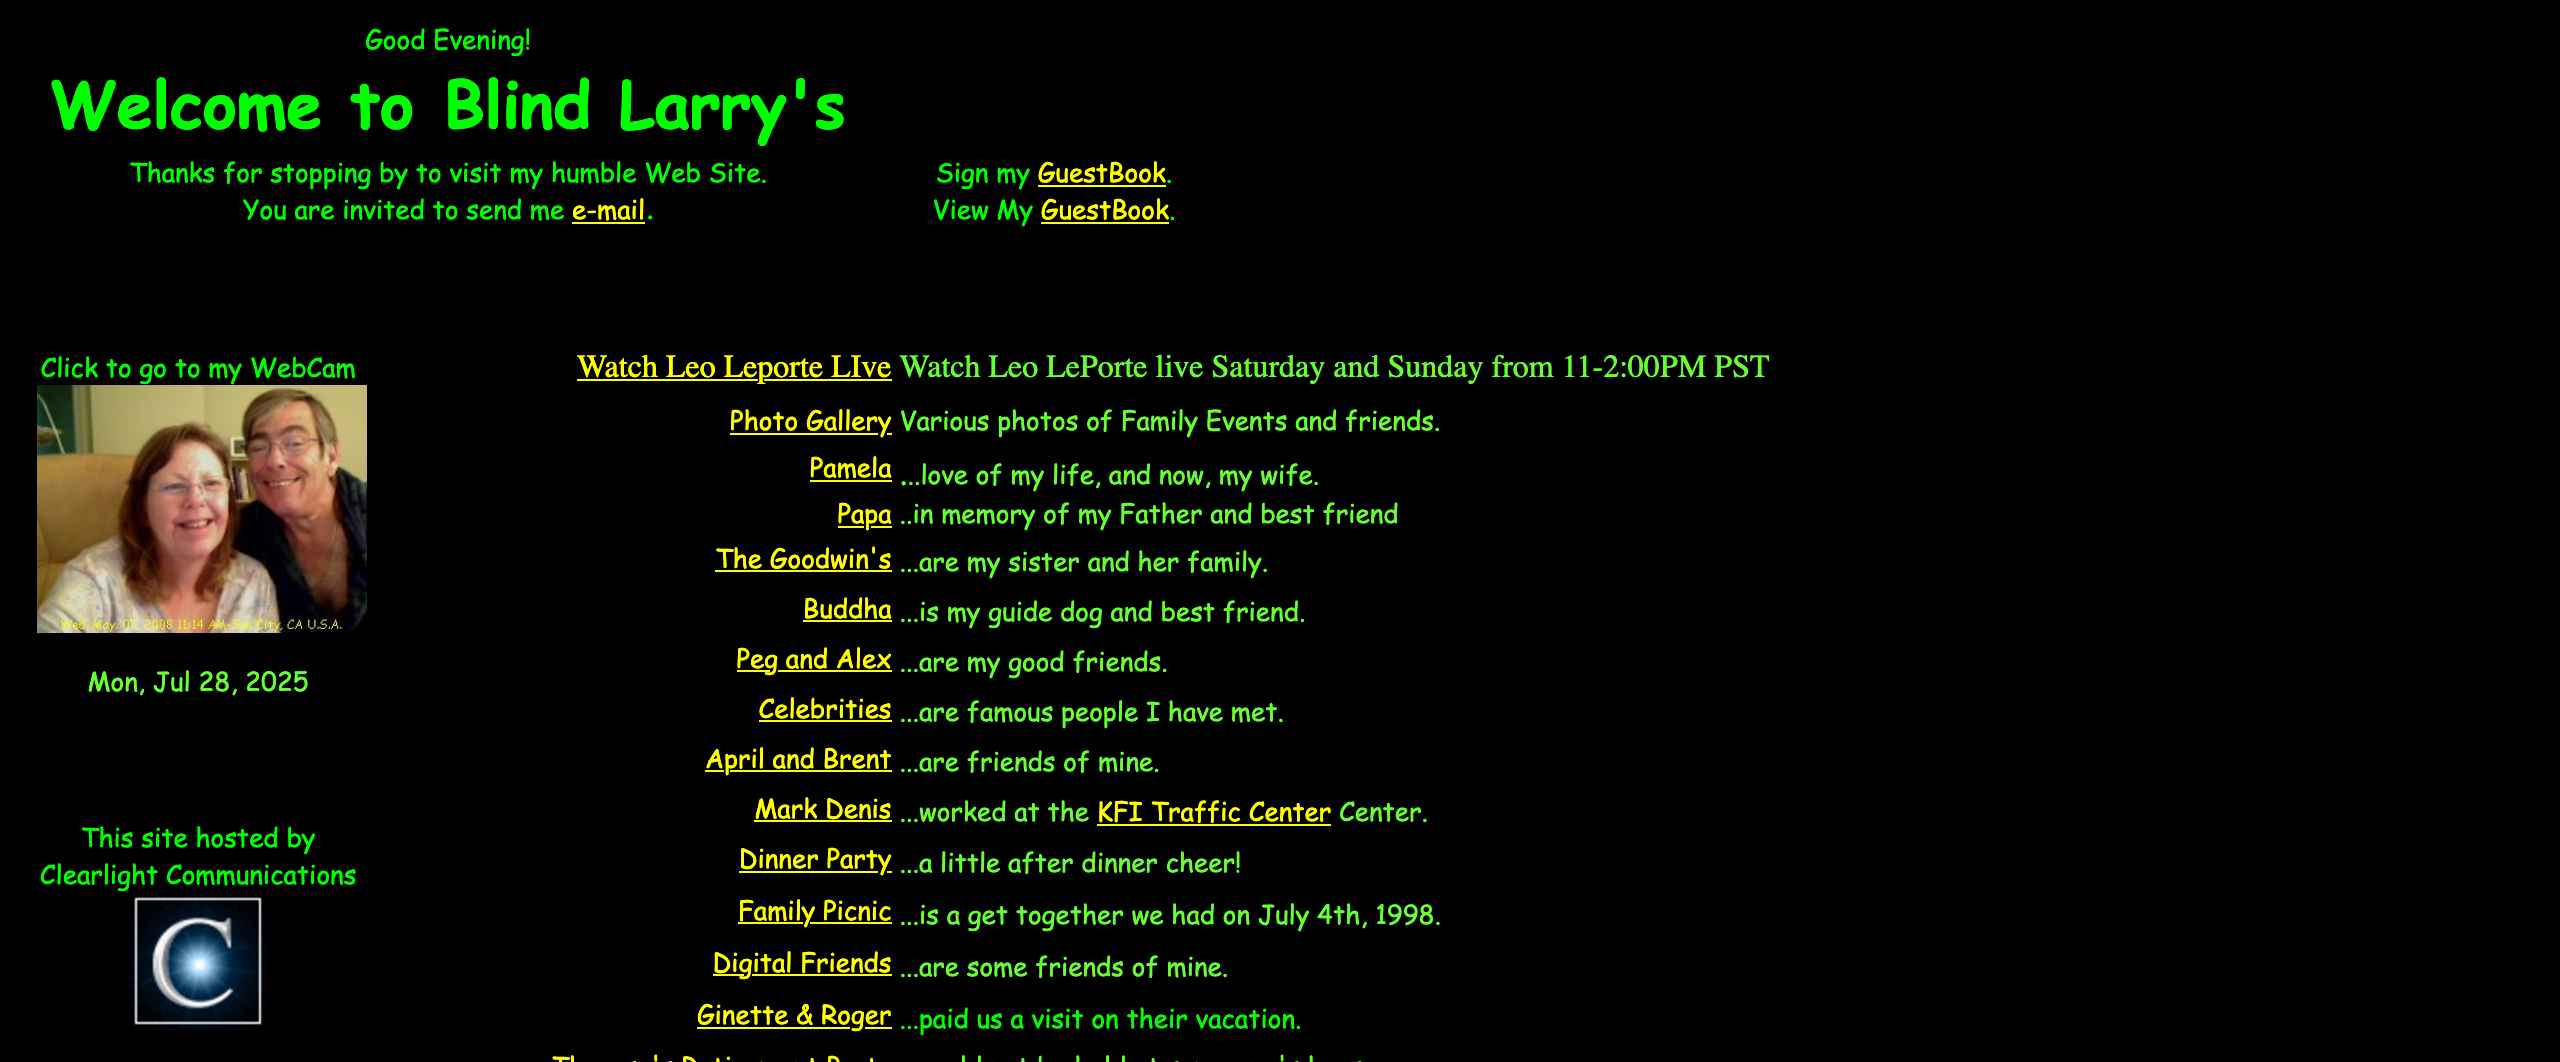 Good Evening!
Welcome to Blind Larry's
Thanks for stopping by to visit my humble Web Site.
You are invited to send me e-mail.
Sign my GuestBook.
View My GuestBook.
Click to go to my WebCam
2008 11:14 City, CA U.S.A.
Mon, Jul 28, 2025
This site hosted by
Clearlight Communications
C
Watch Leo Leporte LIve Watch Leo LePorte live Saturday and Sunday from 11-2:00PM PST
Photo Gallery Various photos of Family Events and friends.
Pamela ...love of my life, and now, my wife.
Papa ..in memory of my Father and best friend
The Goodwin's ...are my sister and her family.
Buddha ...is my guide dog and best friend.
Peg and Alex ...are my good friends.
Celebrities ...are famous people I have met.
April and Brent ...are friends of mine.
Mark Denis ...worked at the KFI Traffic Center Center.
Dinner Party ...a little after dinner cheer!
Family Picnic ...is a get together we had on July 4th, 1998.
Digital Friends ...are some friends of mine.
Ginette & Roger ...paid us a visit on their vacation.